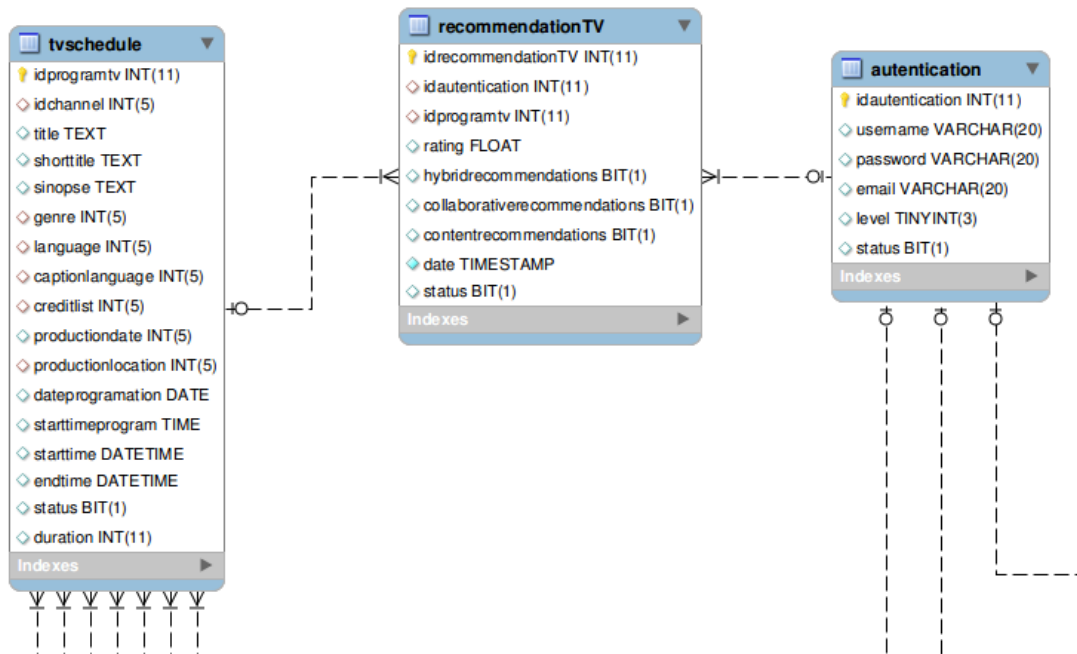 tvschedule
idprogramtv INT(11)
idchannel INT(5)
title TEXT
shorttitle TEXT
sinopse TEXT
genre INT(5)
language INT(5)
captionlanguage INT(5)
creditlist INT(5)
productiondate INT(5)
productionlocation INT(5)
dateprogramation DATE
starttimeprogram TIME
starttime DATETIME
endtime DATETIME
status BIT(1)
duration INT(11)
Indexes
recommendationTV
idrecommendationTV INT(11)
idautentication INT(11)
idprogramtv INT(11)
rating FLOAT
hybridrecommendations BIT(1)
collaborativerecommendations BIT(1)
contentrecommendations BIT(1)
date TIMESTAMP
status BIT(1)
Indexes
autentication
idautentication INT(11)
username VARCHAR(20)
password VARCHAR(20)
email VARCHAR(20)
level TINYINT(3)
status BIT(1)
Indexes